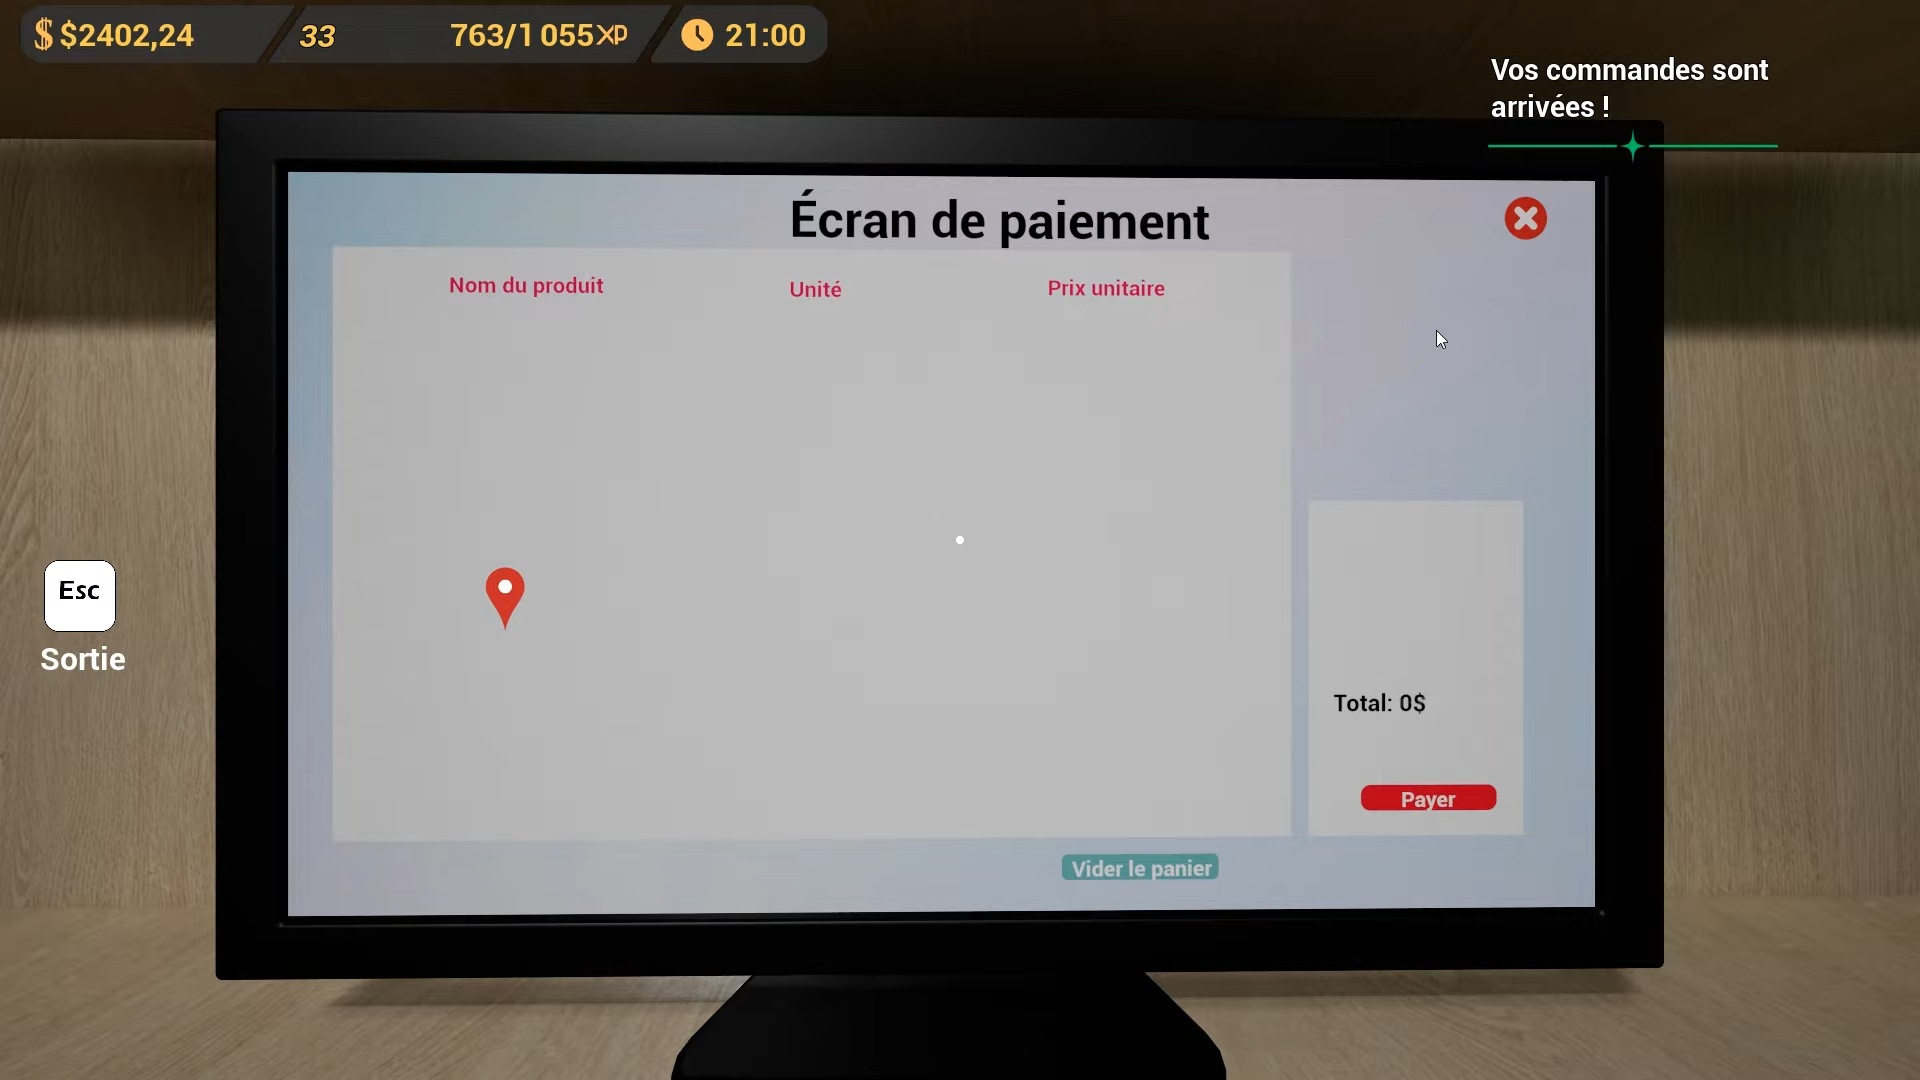 $2402,24
33
763/1 055XP
21:00
Vos commandes sont
arrivées !
Écran de paiement
Nom du produit
Unité
Prix unitaire
Esc
Sortie
Total: 0$
Payer
Vider le panier